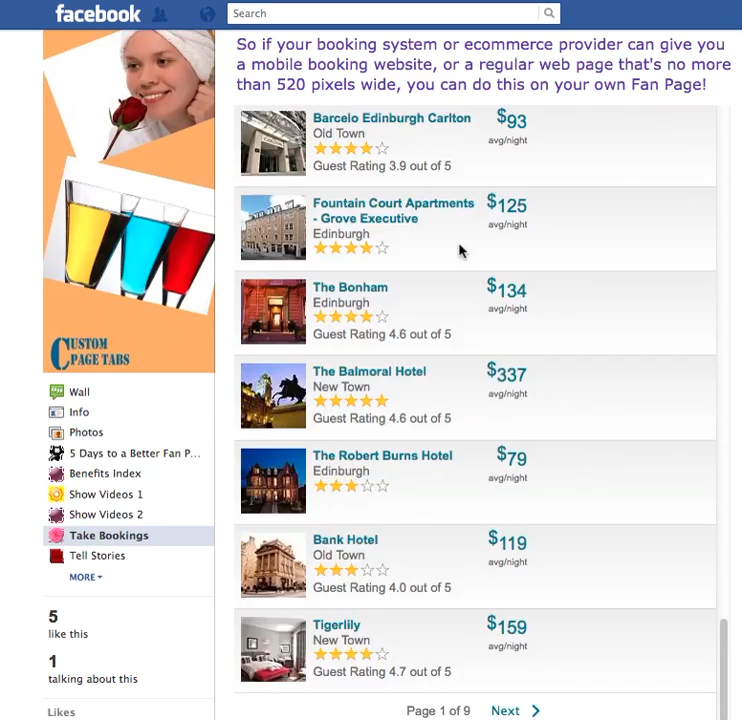 facebook
Search
So if your booking system or ecommerce provider can give you
a mobile booking website, or a regular web page that's no more
than 520 pixels wide, you can do this on your own Fan Page!
CUSTOM
PAGE TABS
Wall
Info
Photos
5 Days to a Better Fan P...
Benefits Index
Show Videos 1
Show Videos 2
Take Bookings
Tell Stories
MORE
5
like this
1
talking about this
Likes
Barcelo Edinburgh Carlton
$93
Old Town
avg/night
Guest Rating 3.9 out of 5
Fountain Court Apartments
- Grove Executive
$125
Edinburgh
avg/night
The Bonham
$134
Edinburgh
avg/night
Guest Rating 4.6 out of 5
The Balmoral Hotel
$337
New Town
avg/night
Guest Rating 4.6 out of 5
The Robert Burns Hotel
$79
Edinburgh
avg/night
Bank Hotel
$119
Old Town
avg/night
Guest Rating 4.0 out of 5
Tigerlily
$159
New Town
avg/night
Guest Rating 4.7 out of 5
Page 1 of 9 Next